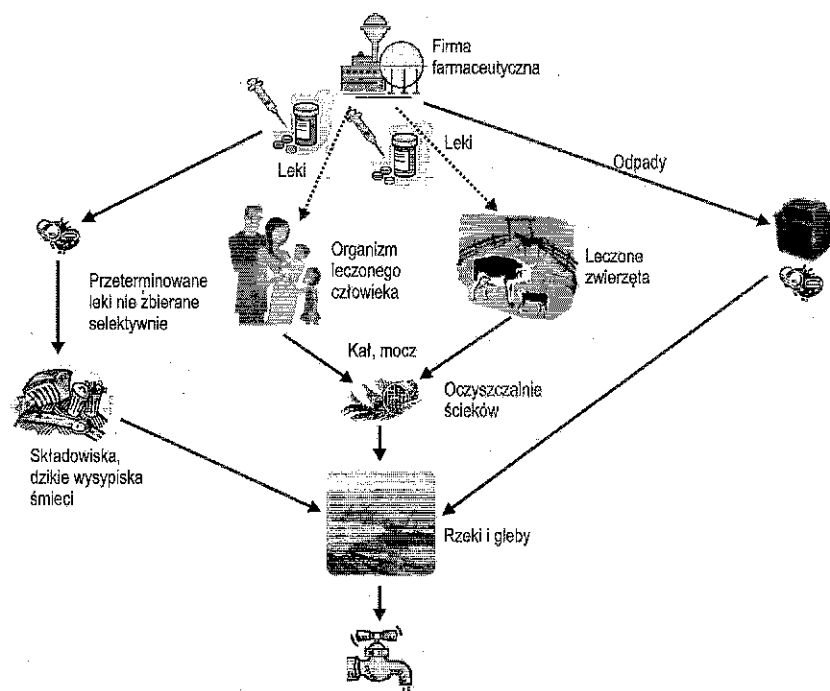 Firma
farmaceutyczna
Leki
Leki
Odpady
Organizm
leczonego
człowieka
Leczone
zwierzęta
Przeterminowane
leki nie zbierane
selektywnie
Kał, mocz
Oczyszczalnie
ścieków
Składowiska,
dzikie wysypiska
śmieci
Rzeki i gleby